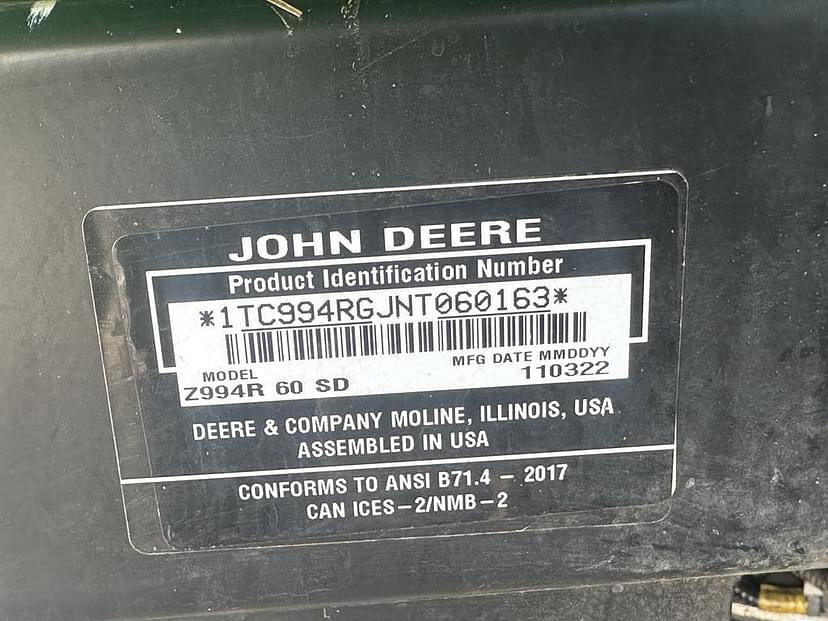 JOHN DEERE
Product Identification Number
*1TC994RGJNT060163*
MODEL
MFG DATE MMDDYY
Z994R 60 SD
110322
DEERE & COMPANY MOLINE, ILLINOIS, USA
ASSEMBLED IN USA
CONFORMS TO ANSI B71.4 – 2017
CAN ICES–2/NMB–2